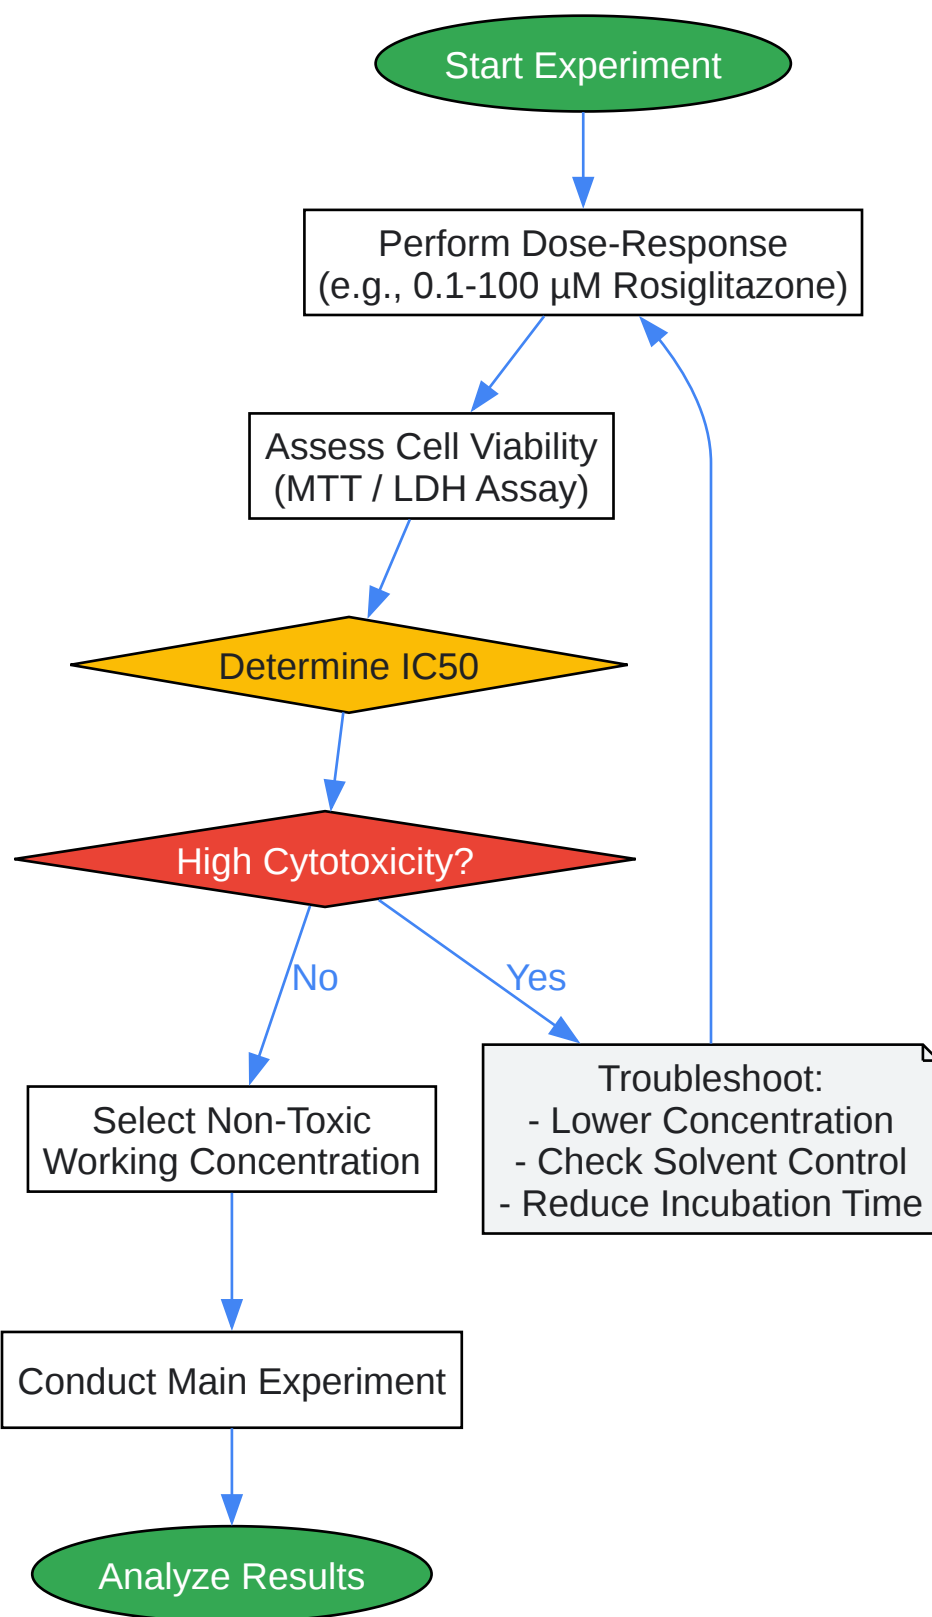 Start Experiment
Perform Dose-Response
(e.g., 0.1-100 µM Rosiglitazone)
Assess Cell Viability
(MTT / LDH Assay)
Determine IC50
High Cytotoxicity?
No
Yes
Select Non-Toxic
Working Concentration
Troubleshoot:
- Lower Concentration
- Check Solvent Control
- Reduce Incubation Time
Conduct Main Experiment
Analyze Results